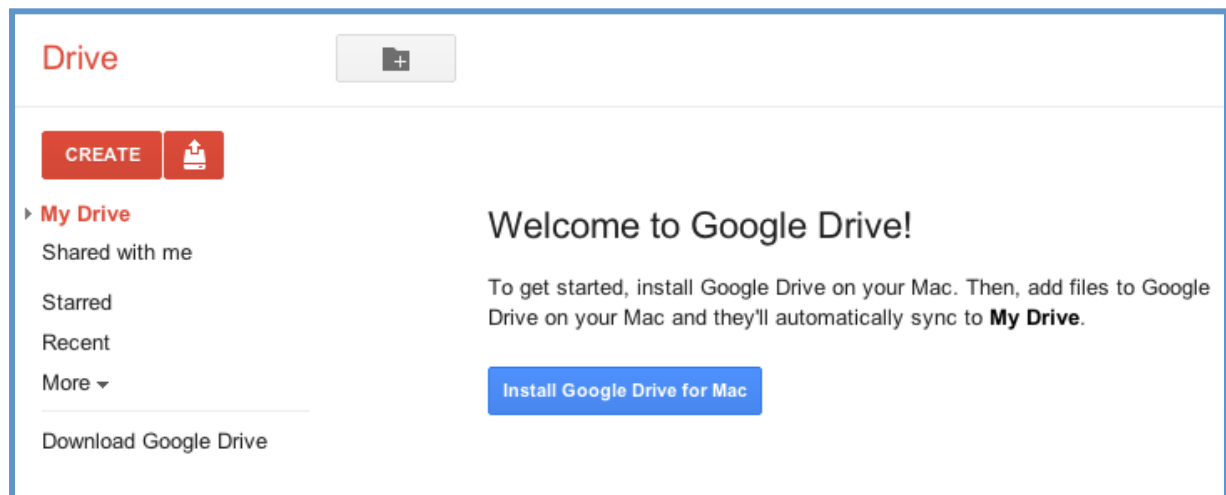 Drive
CREATE
My Drive
Shared with me
Starred
Recent
More
Download Google Drive
Welcome to Google Drive!
To get started, install Google Drive on your Mac. Then, add files to Google
Drive on your Mac and they'll automatically sync to My Drive.
Install Google Drive for Mac